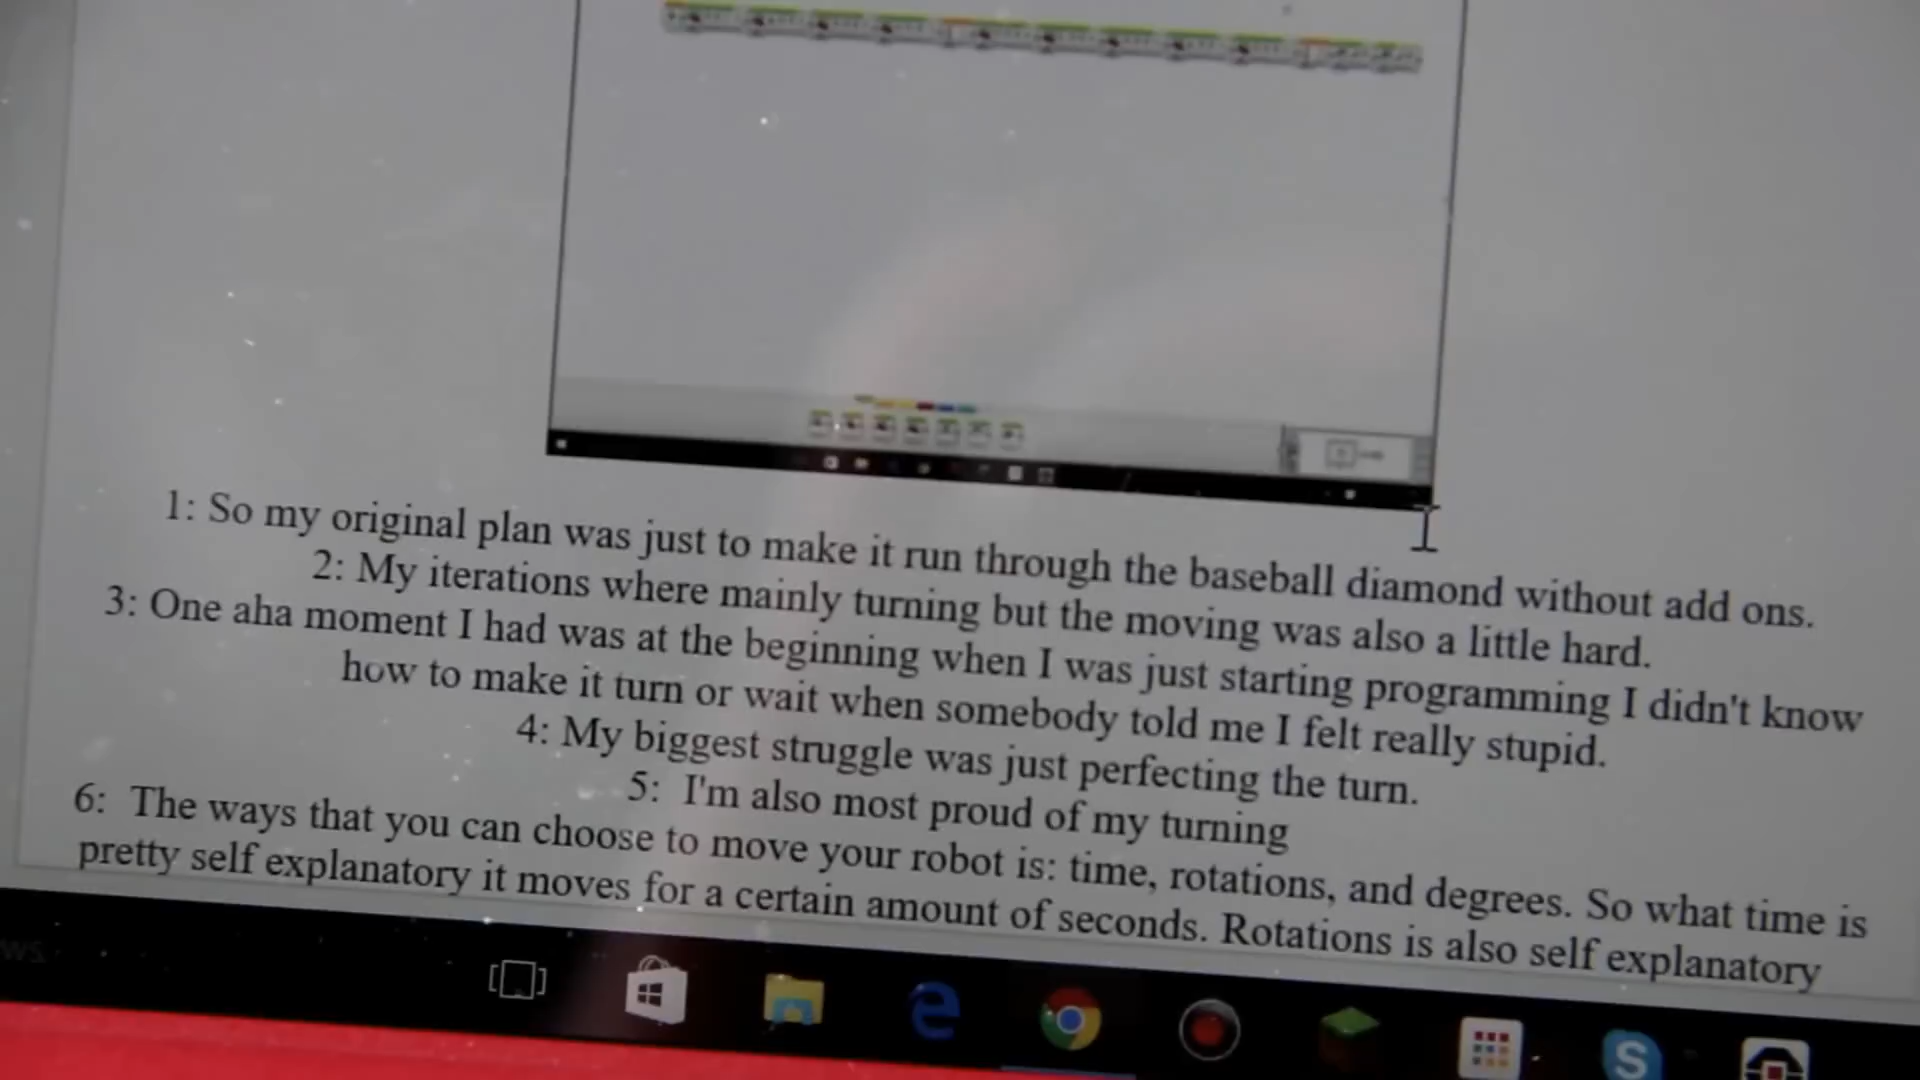 1: So my original plan was just to make it run through the baseball diamond without add ons.
2: My iterations where mainly turning but the moving was also a little hard.
3: One aha moment I had was at the beginning when I was just starting programming I didn't know
how to make it turn or wait when somebody told me I felt really stupid.
4: My biggest struggle was just perfecting the turn.
5: I'm also most proud of my turning
6: The ways that you can choose to move your robot is: time, rotations, and degrees. So what time is
pretty self explanatory it moves for a certain amount of seconds. Rotations is also self explanatory